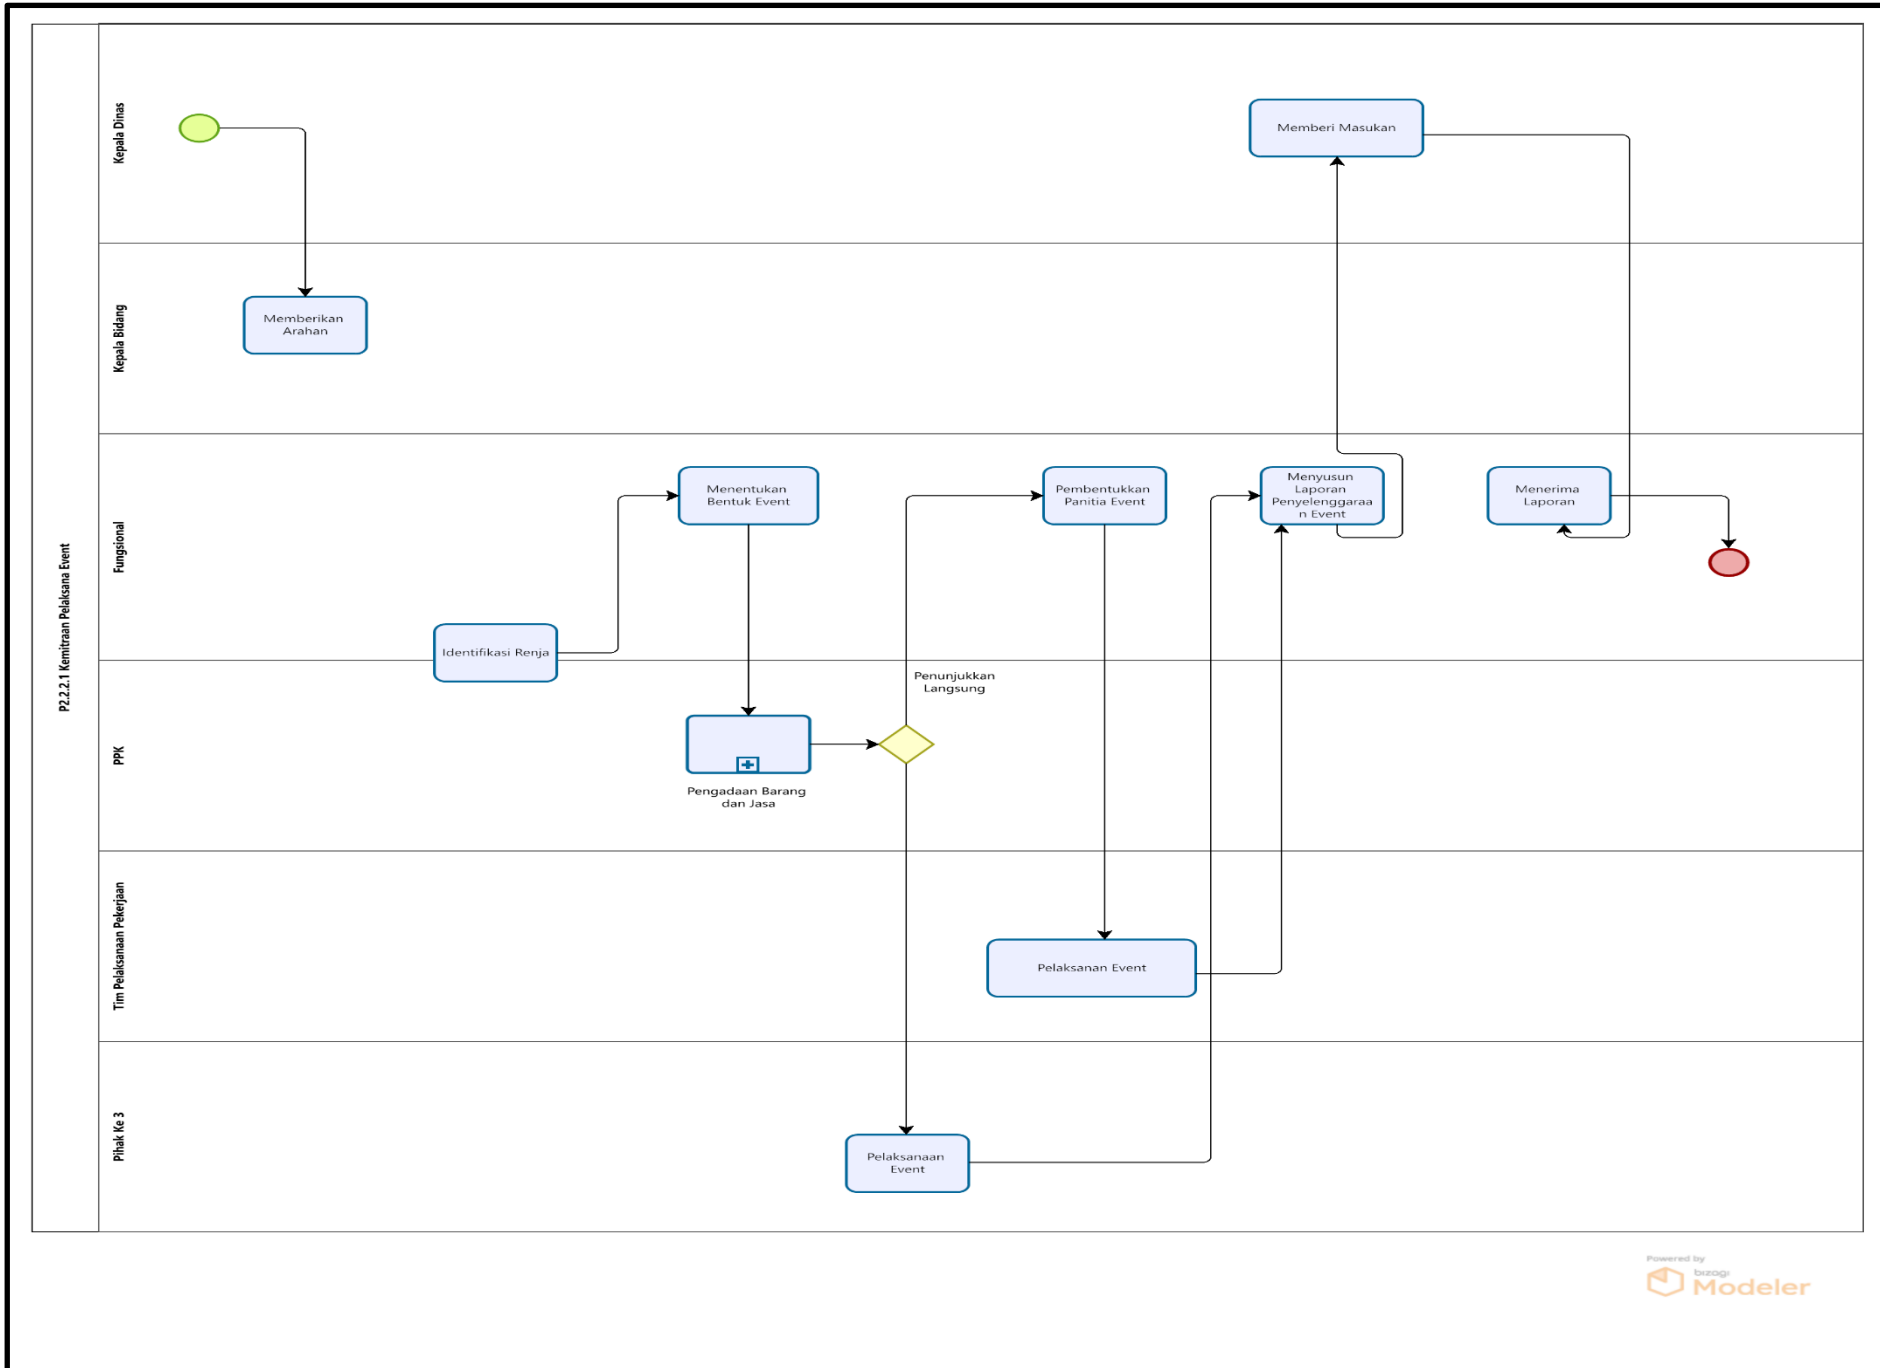 P2.2.2.1 Kemitraan Pelaksana Event
Kepala Dinas
Memberi Masukan
Kepala Bidang
Memberikan
Arahan
Fungsional
Menentukan
Bentuk Event
Pembentukkan
Panitia Event
Menyusun
Laporan
Penyelenggaraa
n Event
Menerima
Laporan
Identifikasi Renja
PPK
Penunjukkan
Langsung
Pengadaan Barang
dan Jasa
Tim Pelaksanaan Pekerjaan
Pelaksanan Event
Pihak Ke 3
Pelaksanaan
Event
Powered by
bizagi
Modeler